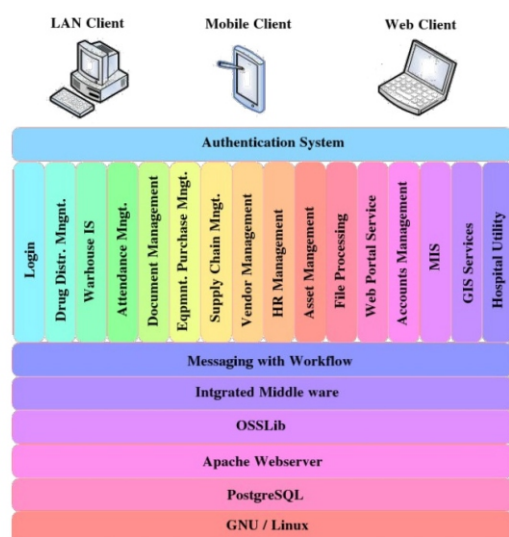 LAN Client
Mobile Client
Web Client
Authentication System
Login
Drug Distr. Mngnt.
Warhouse IS
Attendance Mngt.
Document Management
Eqpmnt. Purchase Mngt.
Supply Chain Mngt.
Vendor Management
HR Management
Asset Mangement
File Processing
Web Portal Service
Accounts Management
MIS
GIS Services
Hospital Utility
Messaging with Workflow
Intgrated Middle ware
OSSLib
Apache Webserver
PostgreSQL
GNU / Linux